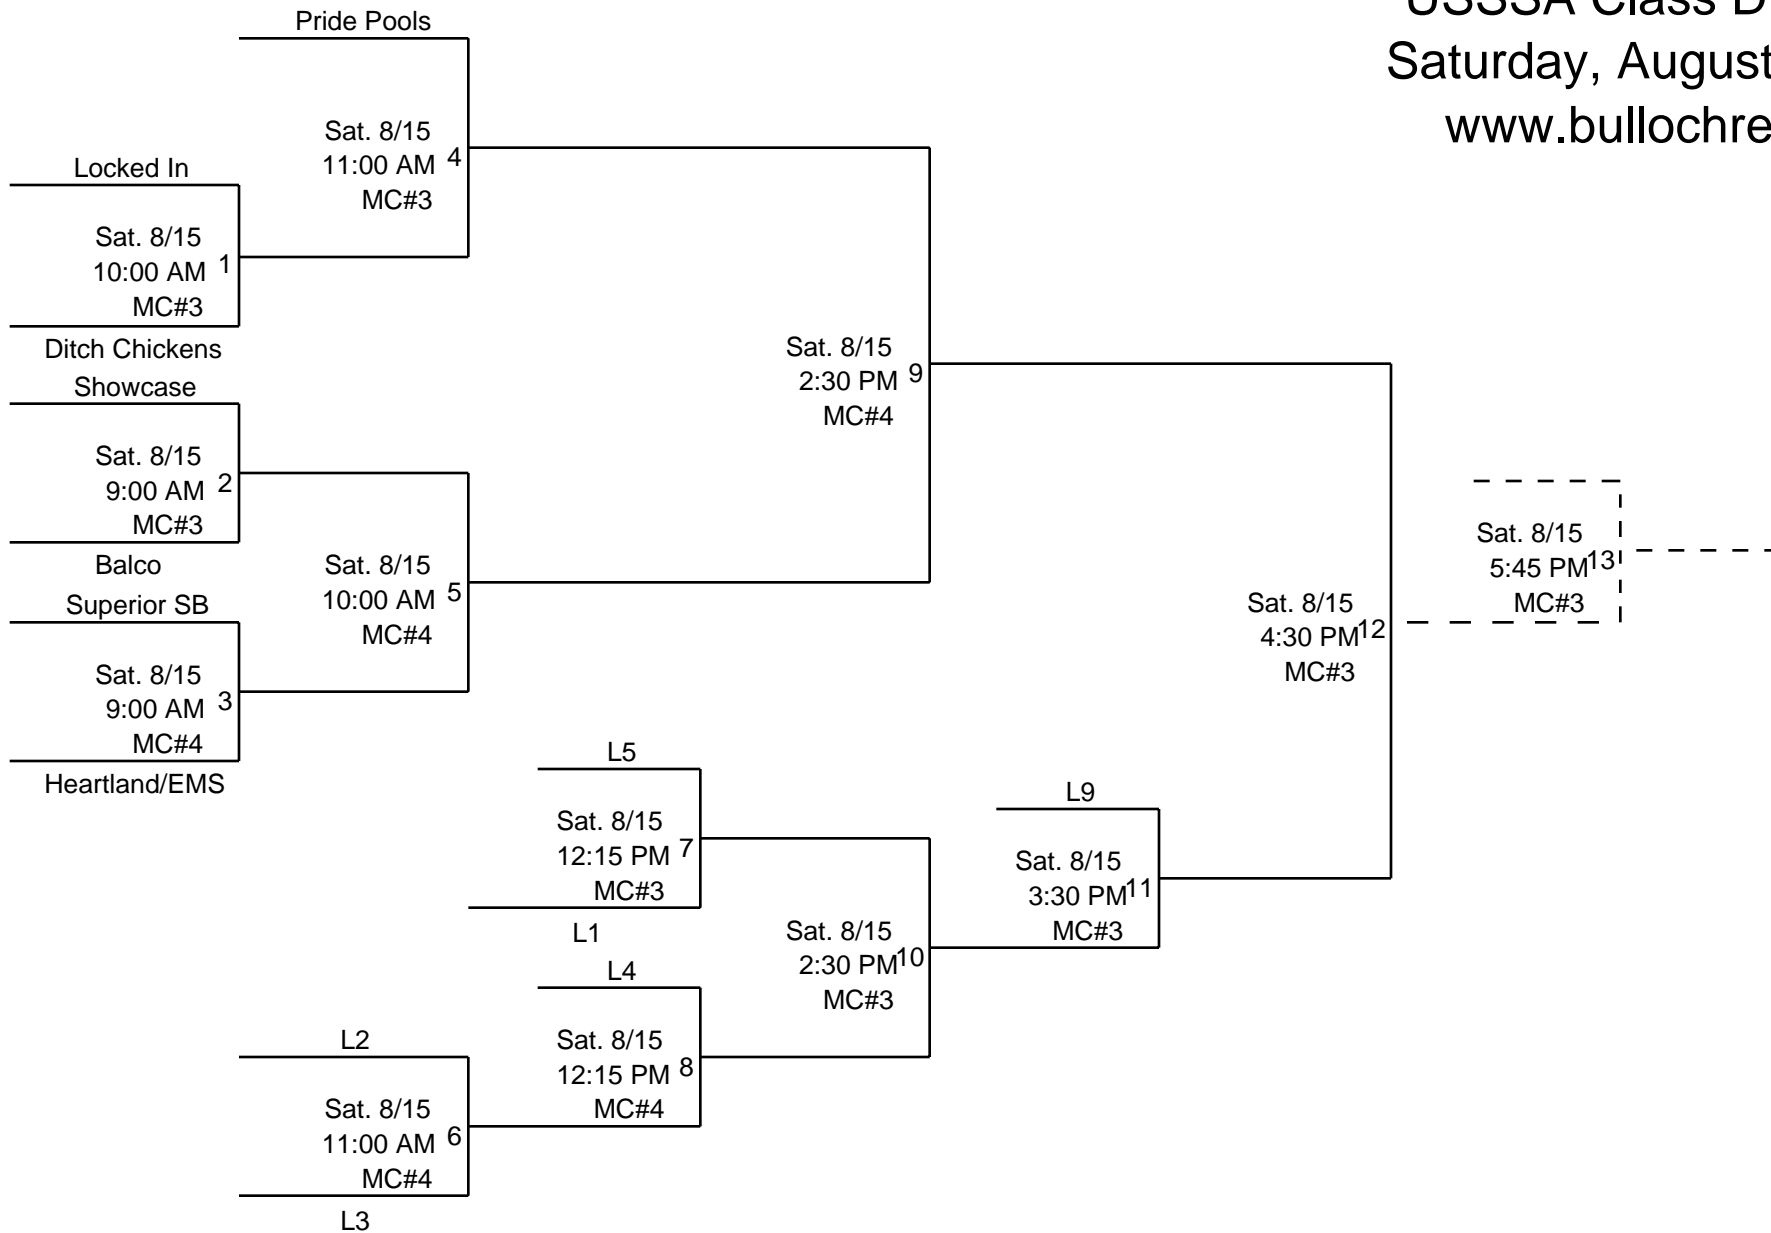 USSSA Class D
Saturday, August
www.bullochre
Pride Pools
Sat. 8/15
11:00 AM 4
MC#3
Locked In
Sat. 8/15
10:00 AM 1
MC#3
Ditch Chickens
Showcase
Sat. 8/15
9:00 AM 2
MC#3
Balco
Sat. 8/15
10:00 AM 5
MC#4
Superior SB
Sat. 8/15
9:00 AM 3
MC#4
Heartland/EMS
Sat. 8/15
2:30 PM 9
MC#4
Sat. 8/15
5:45 PM 13
MC#3
Sat. 8/15
4:30 PM 12
MC#3
L5
Sat. 8/15
12:15 PM 7
MC#3
L1
L9
Sat. 8/15
3:30 PM 11
MC#3
Sat. 8/15
2:30 PM 10
MC#3
L4
Sat. 8/15
12:15 PM 8
MC#4
L2
Sat. 8/15
11:00 AM 6
MC#4
L3